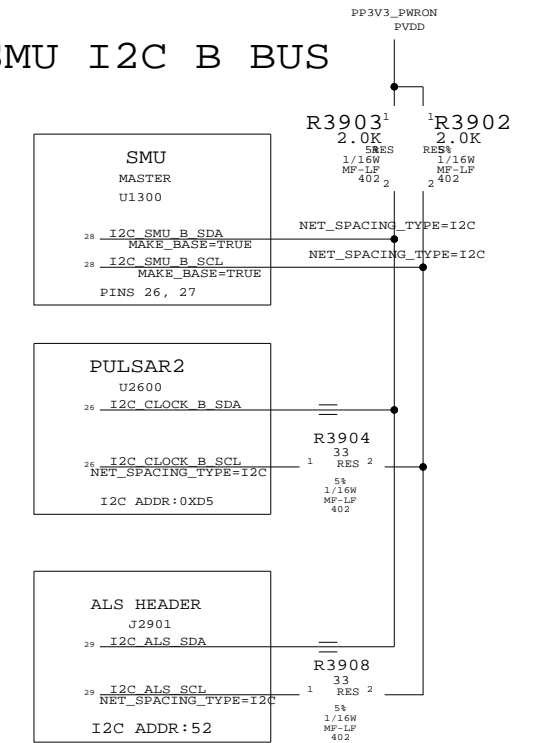 PP3V3_PWRON
PVDD
SMU I2C B BUS
R3903
1
2.0K
5%
RES
1/16W
MF-LF
402
2
1
R3902
2.0K
RES
5%
1/16W
MF-LF
402
2
SMU
MASTER
U1300
28 I2C_SMU_B_SDA
MAKE_BASE=TRUE
NET_SPACING_TYPE=I2C
28 I2C_SMU_B_SCL
MAKE_BASE=TRUE
NET_SPACING_TYPE=I2C
PINS 26, 27
PULSAR2
U2600
26 I2C_CLOCK_B_SDA
26 I2C_CLOCK_B_SCL
NET_SPACING_TYPE=I2C
I2C ADDR:0XD5
R3904
33
1 RES 2
5%
1/16W
MF-LF
402
ALS HEADER
J2901
29 I2C_ALS_SDA
29 I2C_ALS_SCL
NET_SPACING_TYPE=I2C
I2C ADDR:52
R3908
33
1 RES 2
5%
1/16W
MF-LF
402